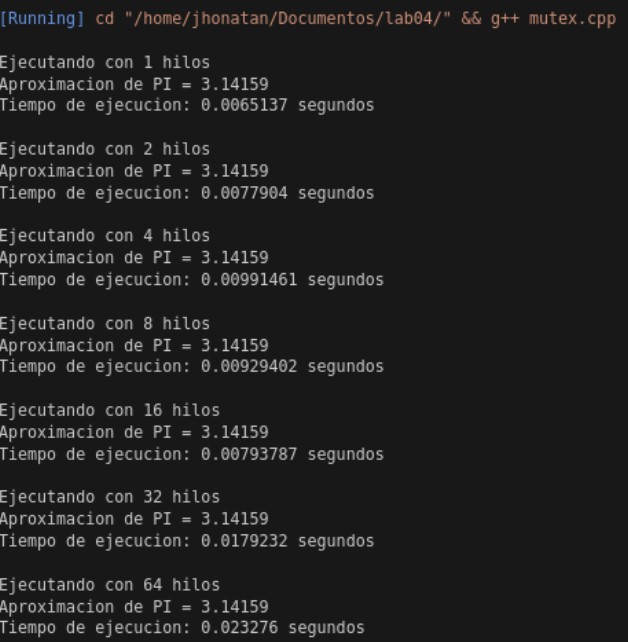 [Running] cd "/home/jhonatan/Documentos/lab04/" && g++ mutex.cpp
Ejecutando con 1 hilos
Aproximacion de PI = 3.14159
Tiempo de ejecucion: 0.0065137 segundos
Ejecutando con 2 hilos
Aproximacion de PI = 3.14159
Tiempo de ejecucion: 0.0077904 segundos
Ejecutando con 4 hilos
Aproximacion de PI = 3.14159
Tiempo de ejecucion: 0.00991461 segundos
Ejecutando con 8 hilos
Aproximacion de PI = 3.14159
Tiempo de ejecucion: 0.00929402 segundos
Ejecutando con 16 hilos
Aproximacion de PI = 3.14159
Tiempo de ejecucion: 0.00793787 segundos
Ejecutando con 32 hilos
Aproximacion de PI = 3.14159
Tiempo de ejecucion: 0.0179232 segundos
Ejecutando con 64 hilos
Aproximacion de PI = 3.14159
Tiempo de ejecucion: 0.023276 segundos